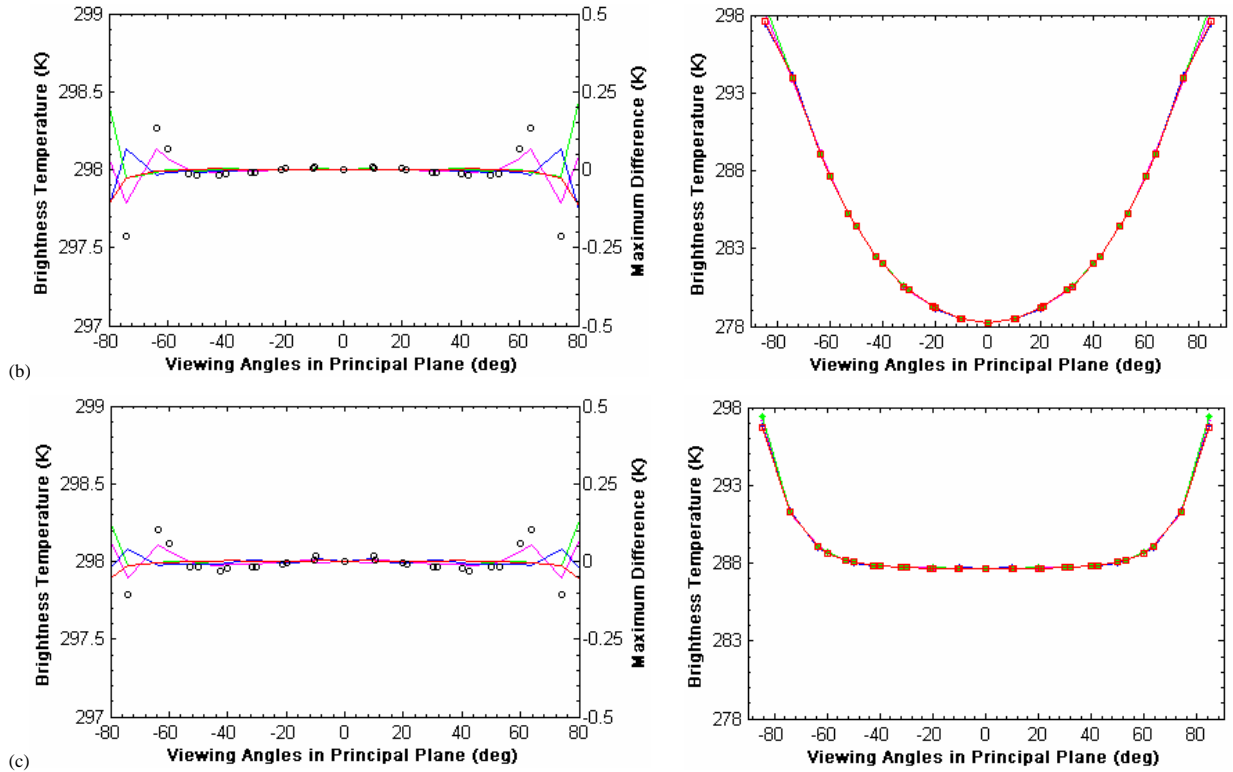 299
298.5
298
297.5
297
Brightness Temperature (K)
0.5
0.25
0
-0.25
-0.5
Maximum Difference (K)
-80 -60 -40 -20 0 20 40 60 80
Viewing Angles in Principal Plane (deg)
298
293
288
283
278
Brightness Temperature (K)
-80 -60 -40 -20 0 20 40 60 80
Viewing Angles in Principal Plane (deg)
(b)
299
298.5
298
297.5
297
Brightness Temperature (K)
0.5
0.25
0
-0.25
-0.5
Maximum Difference (K)
-80 -60 -40 -20 0 20 40 60 80
Viewing Angles in Principal Plane (deg)
298
293
288
283
278
Brightness Temperature (K)
-80 -60 -40 -20 0 20 40 60 80
Viewing Angles in Principal Plane (deg)
(c)